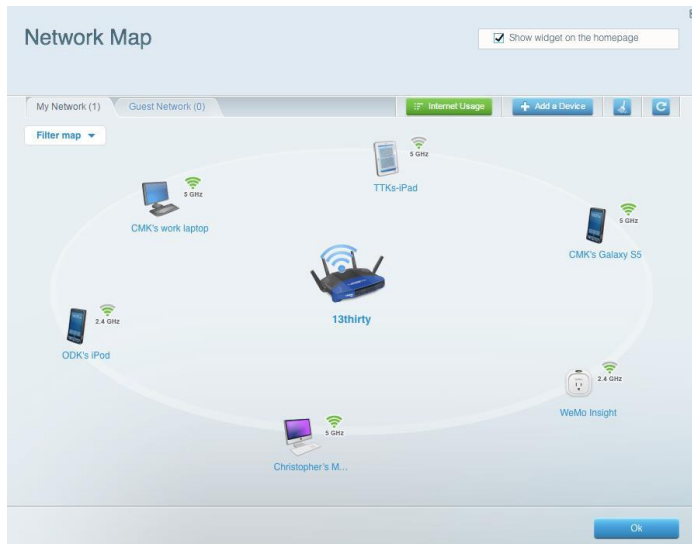 Network Map
Show widget on the homepage
My Network (1)
Guest Network (0)
Internet Usage
Add a Device
Filter map
5 GHz
TTKs-iPad
5 GHz
CMK's work laptop
5 GHz
CMK's Galaxy S5
13thirty
2.4 GHz
ODK's iPod
2.4 GHz
WeMo Insight
5 GHz
Christopher's M...
Ok